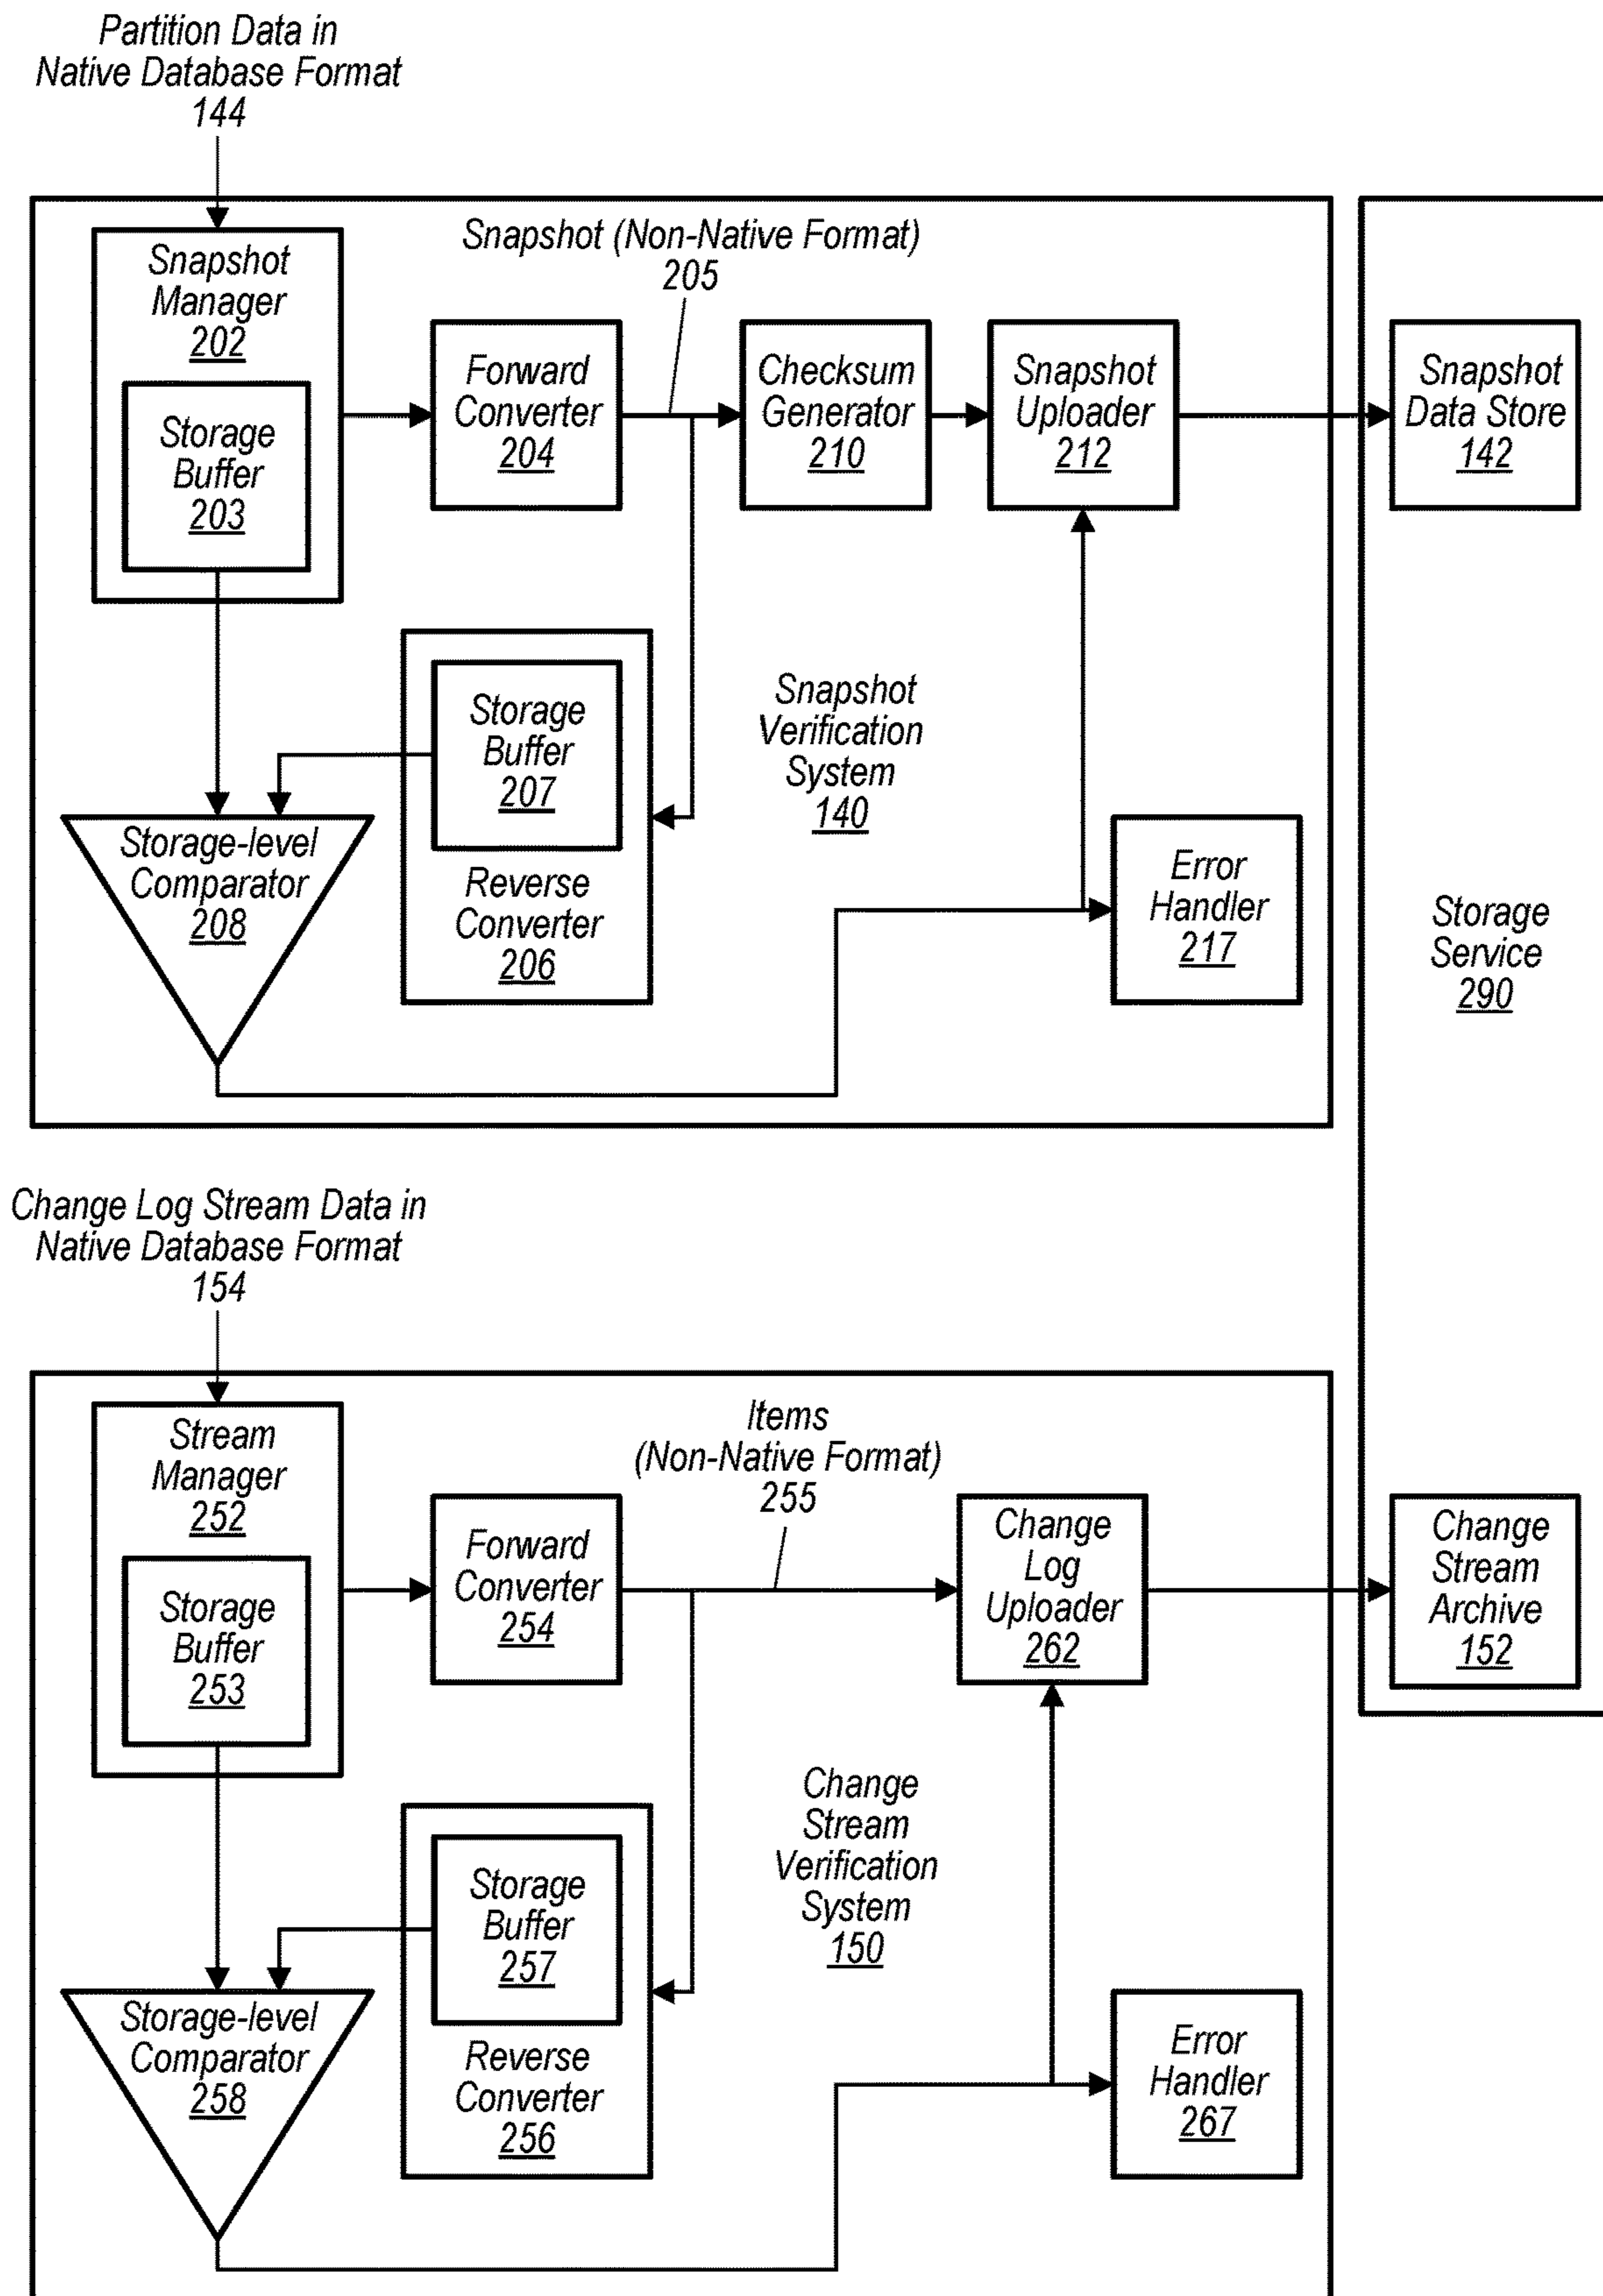 Partition Data in
Native Database Format
144
Snapshot
Manager
202
Storage
Buffer
203
Snapshot (Non-Native Format)
205
Forward
Converter
204
Checksum
Generator
210
Snapshot
Uploader
212
Snapshot
Data Store
142
Storage
Buffer
207
Reverse
Converter
206
Snapshot
Verification
System
140
Storage-level
Comparator
208
Error
Handler
217
Storage
Service
290
Change Log Stream Data in
Native Database Format
154
Stream
Manager
252
Storage
Buffer
253
Items
(Non-Native Format)
255
Forward
Converter
254
Change
Log
Uploader
262
Change
Stream
Archive
152
Storage
Buffer
257
Reverse
Converter
256
Change
Stream
Verification
System
150
Storage-level
Comparator
258
Error
Handler
267